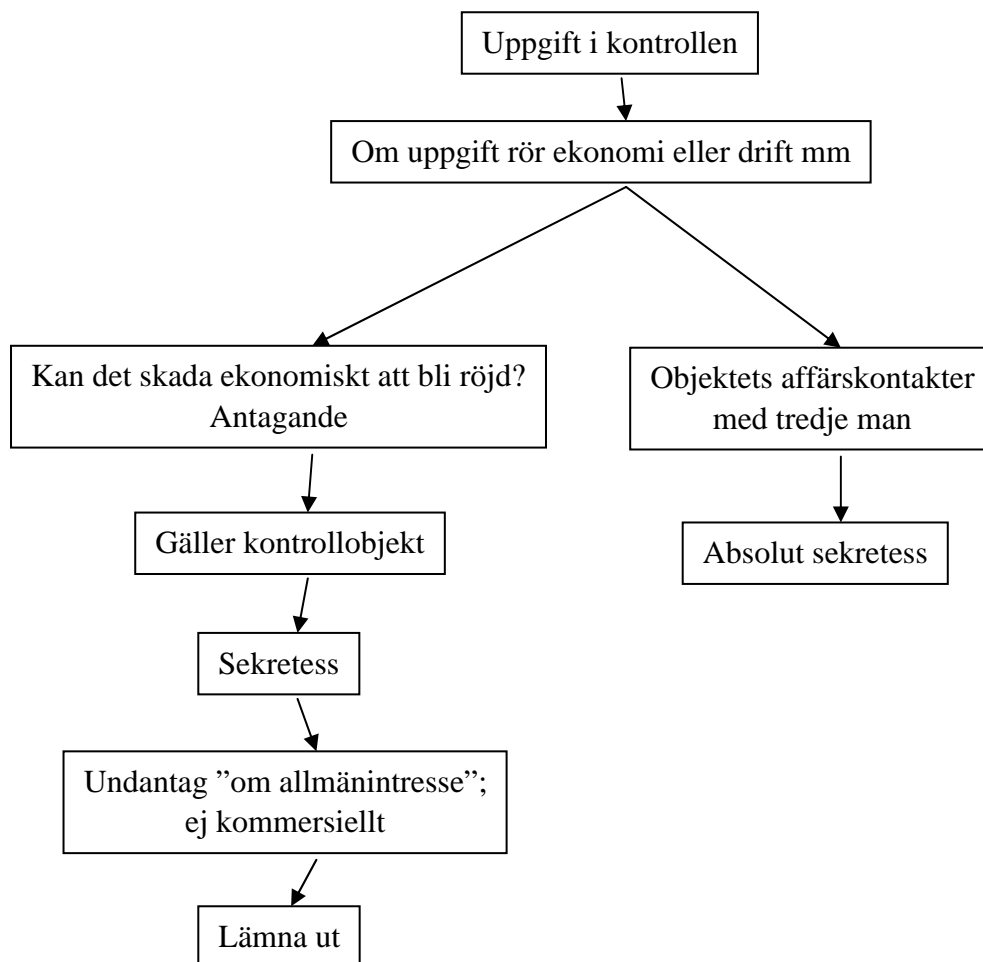 Uppgift i kontrollen
Om uppgift rör ekonomi eller drift mm
Kan det skada ekonomiskt att bli röjd?
Antagande
Objektets affärskontakter
med tredje man
Gäller kontrollobjekt
Absolut sekretess
Sekretess
Undantag ”om allmänintresse”;
ej kommersiellt
Lämna ut